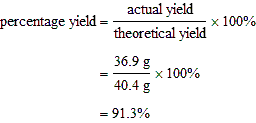 percentage yield = actual yield / theoretical yield × 100%
= 36.9 g / 40.4 g × 100%
= 91.3%